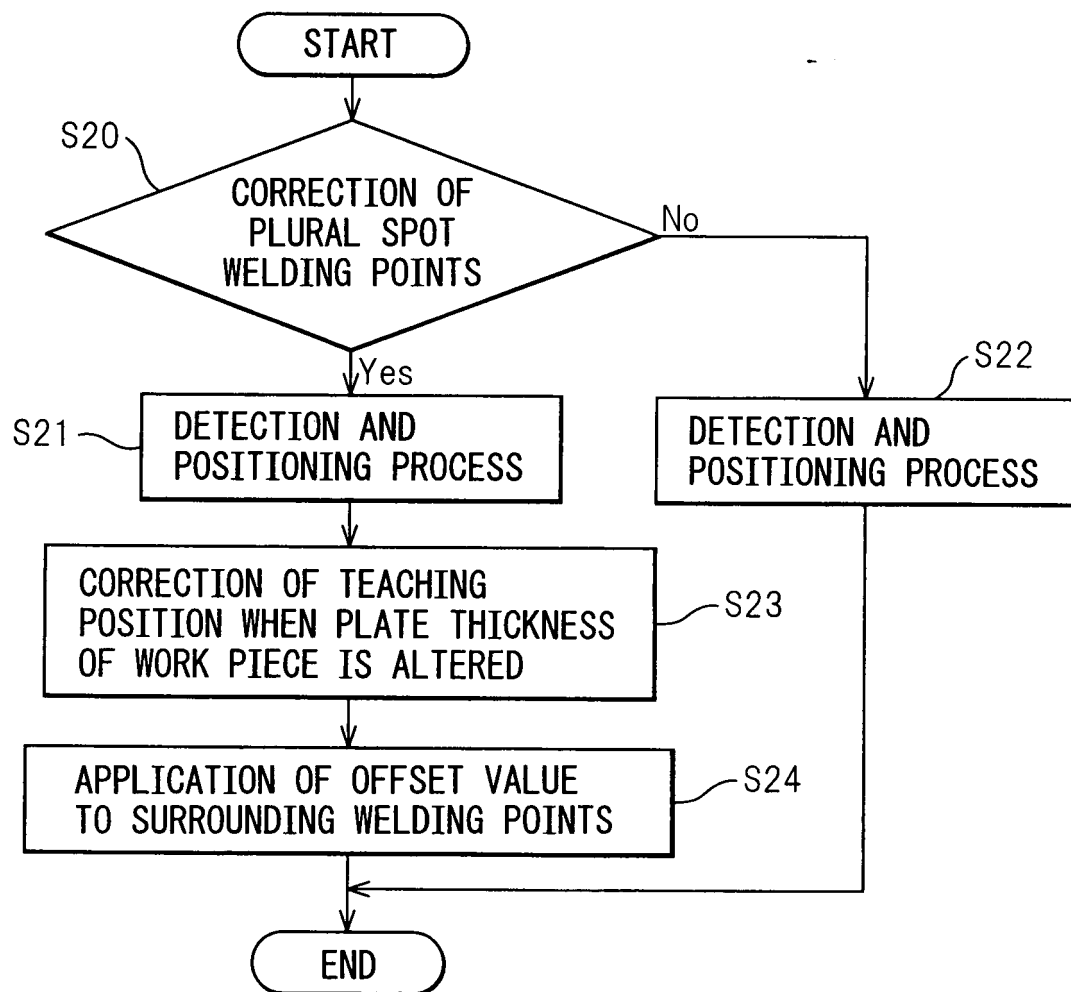 START
S20
CORRECTION OF
PLURAL SPOT
WELDING POINTS
No
Yes
S22
S21
DETECTION AND
POSITIONING PROCESS
DETECTION AND
POSITIONING PROCESS
CORRECTION OF TEACHING
POSITION WHEN PLATE THICKNESS
OF WORK PIECE IS ALTERED
S23
APPLICATION OF OFFSET VALUE
TO SURROUNDING WELDING POINTS
S24
END